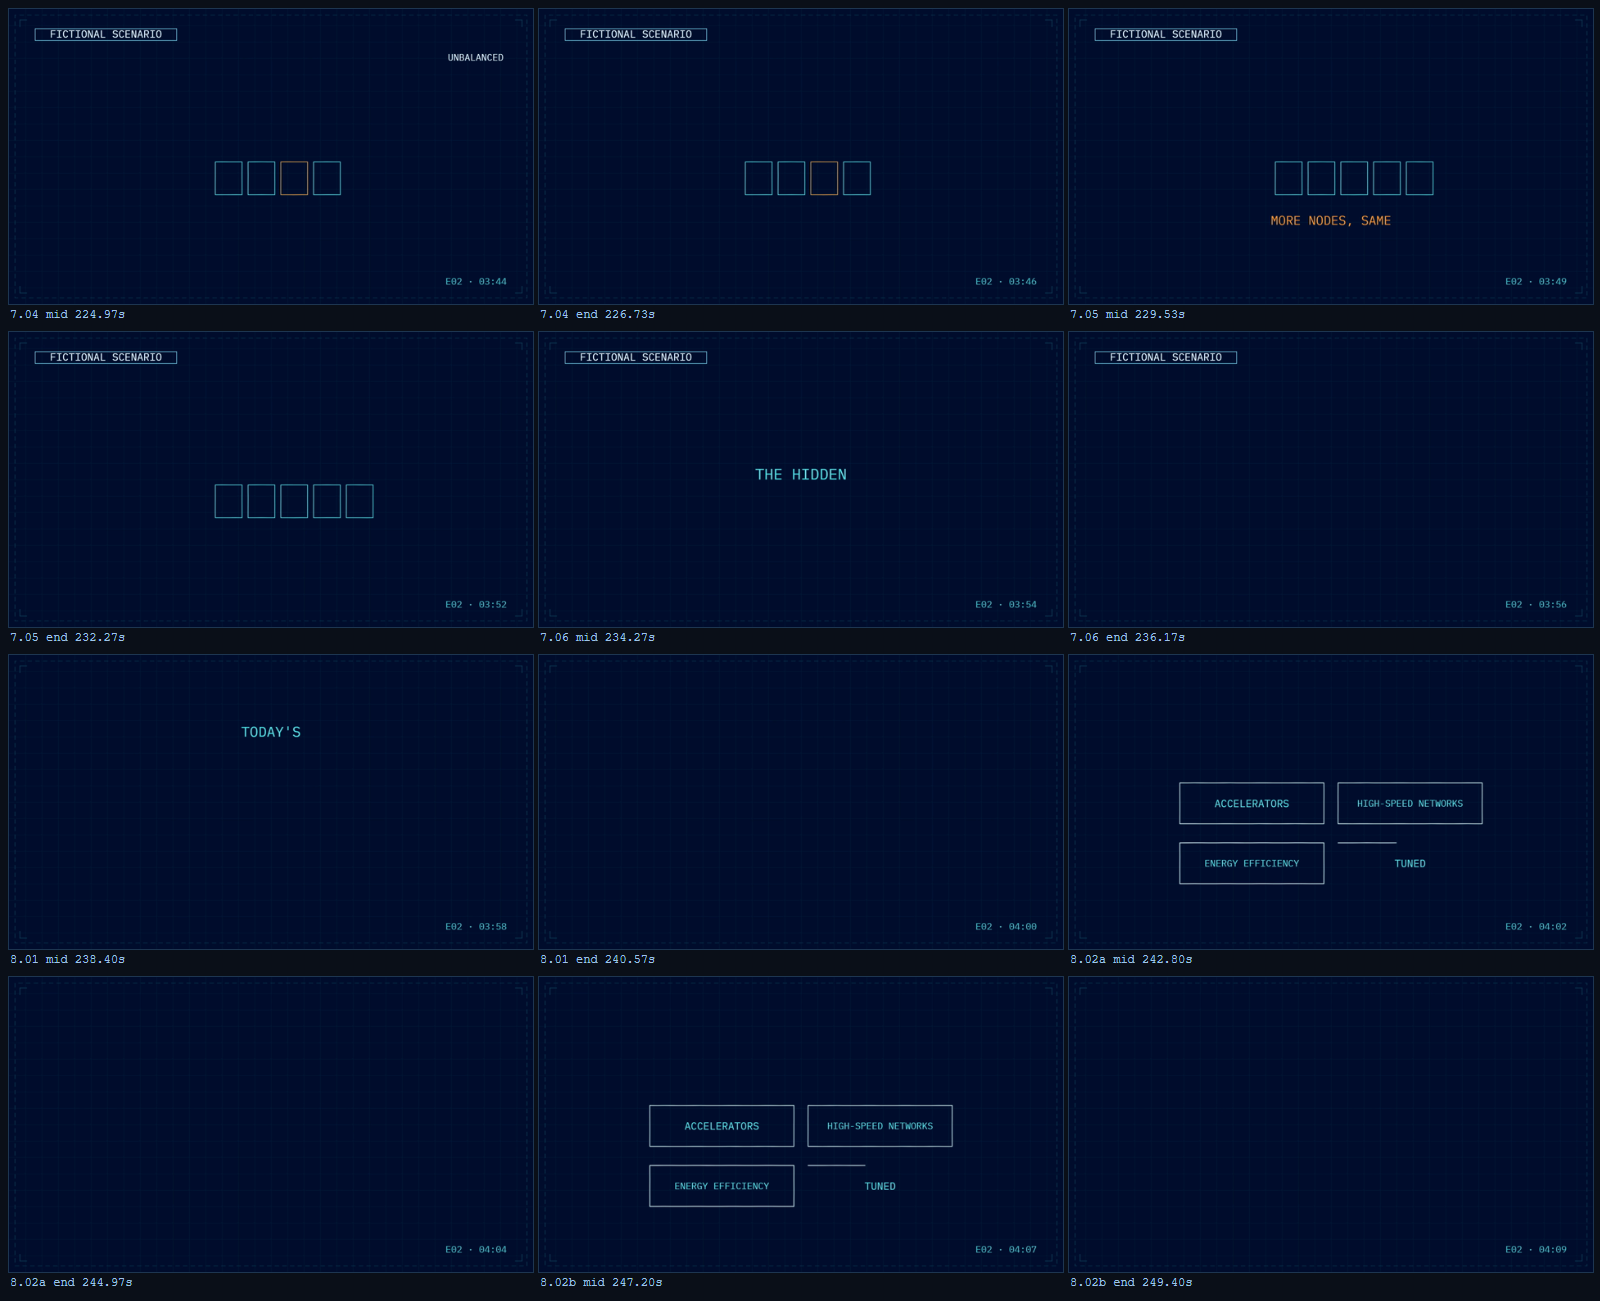 FICTIONAL SCENARIO
UNBALANCED
E02 · 03:44
7.04 mid 224.97s
FICTIONAL SCENARIO
E02 · 03:46
7.04 end 226.73s
FICTIONAL SCENARIO
MORE NODES, SAME
E02 · 03:49
7.05 mid 229.53s
FICTIONAL SCENARIO
E02 · 03:52
7.05 end 232.27s
FICTIONAL SCENARIO
THE HIDDEN
E02 · 03:54
7.06 mid 234.27s
FICTIONAL SCENARIO
E02 · 03:56
7.06 end 236.17s
TODAY'S
E02 · 03:58
8.01 mid 238.40s
E02 · 04:00
8.01 end 240.57s
ACCELERATORS
HIGH-SPEED NETWORKS
ENERGY EFFICIENCY
TUNED
E02 · 04:02
8.02a mid 242.80s
E02 · 04:04
8.02a end 244.97s
ACCELERATORS
HIGH-SPEED NETWORKS
ENERGY EFFICIENCY
TUNED
E02 · 04:07
8.02b mid 247.20s
E02 · 04:09
8.02b end 249.40s